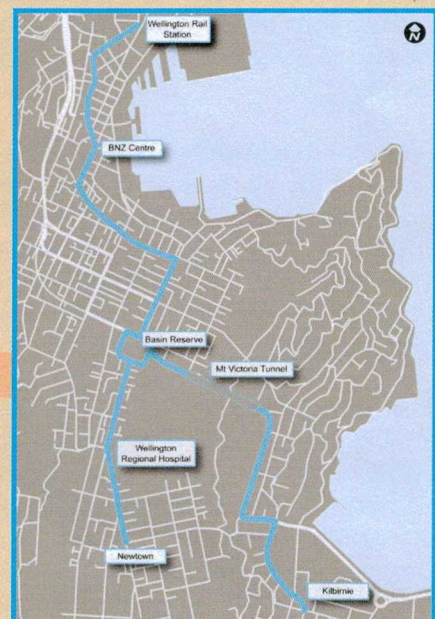 Wellington Rail
Station
N
BNZ Centre
Basin Reserve
Mt Victoria Tunnel
Wellington
Regional Hospital
Newtown
Kilbirnie